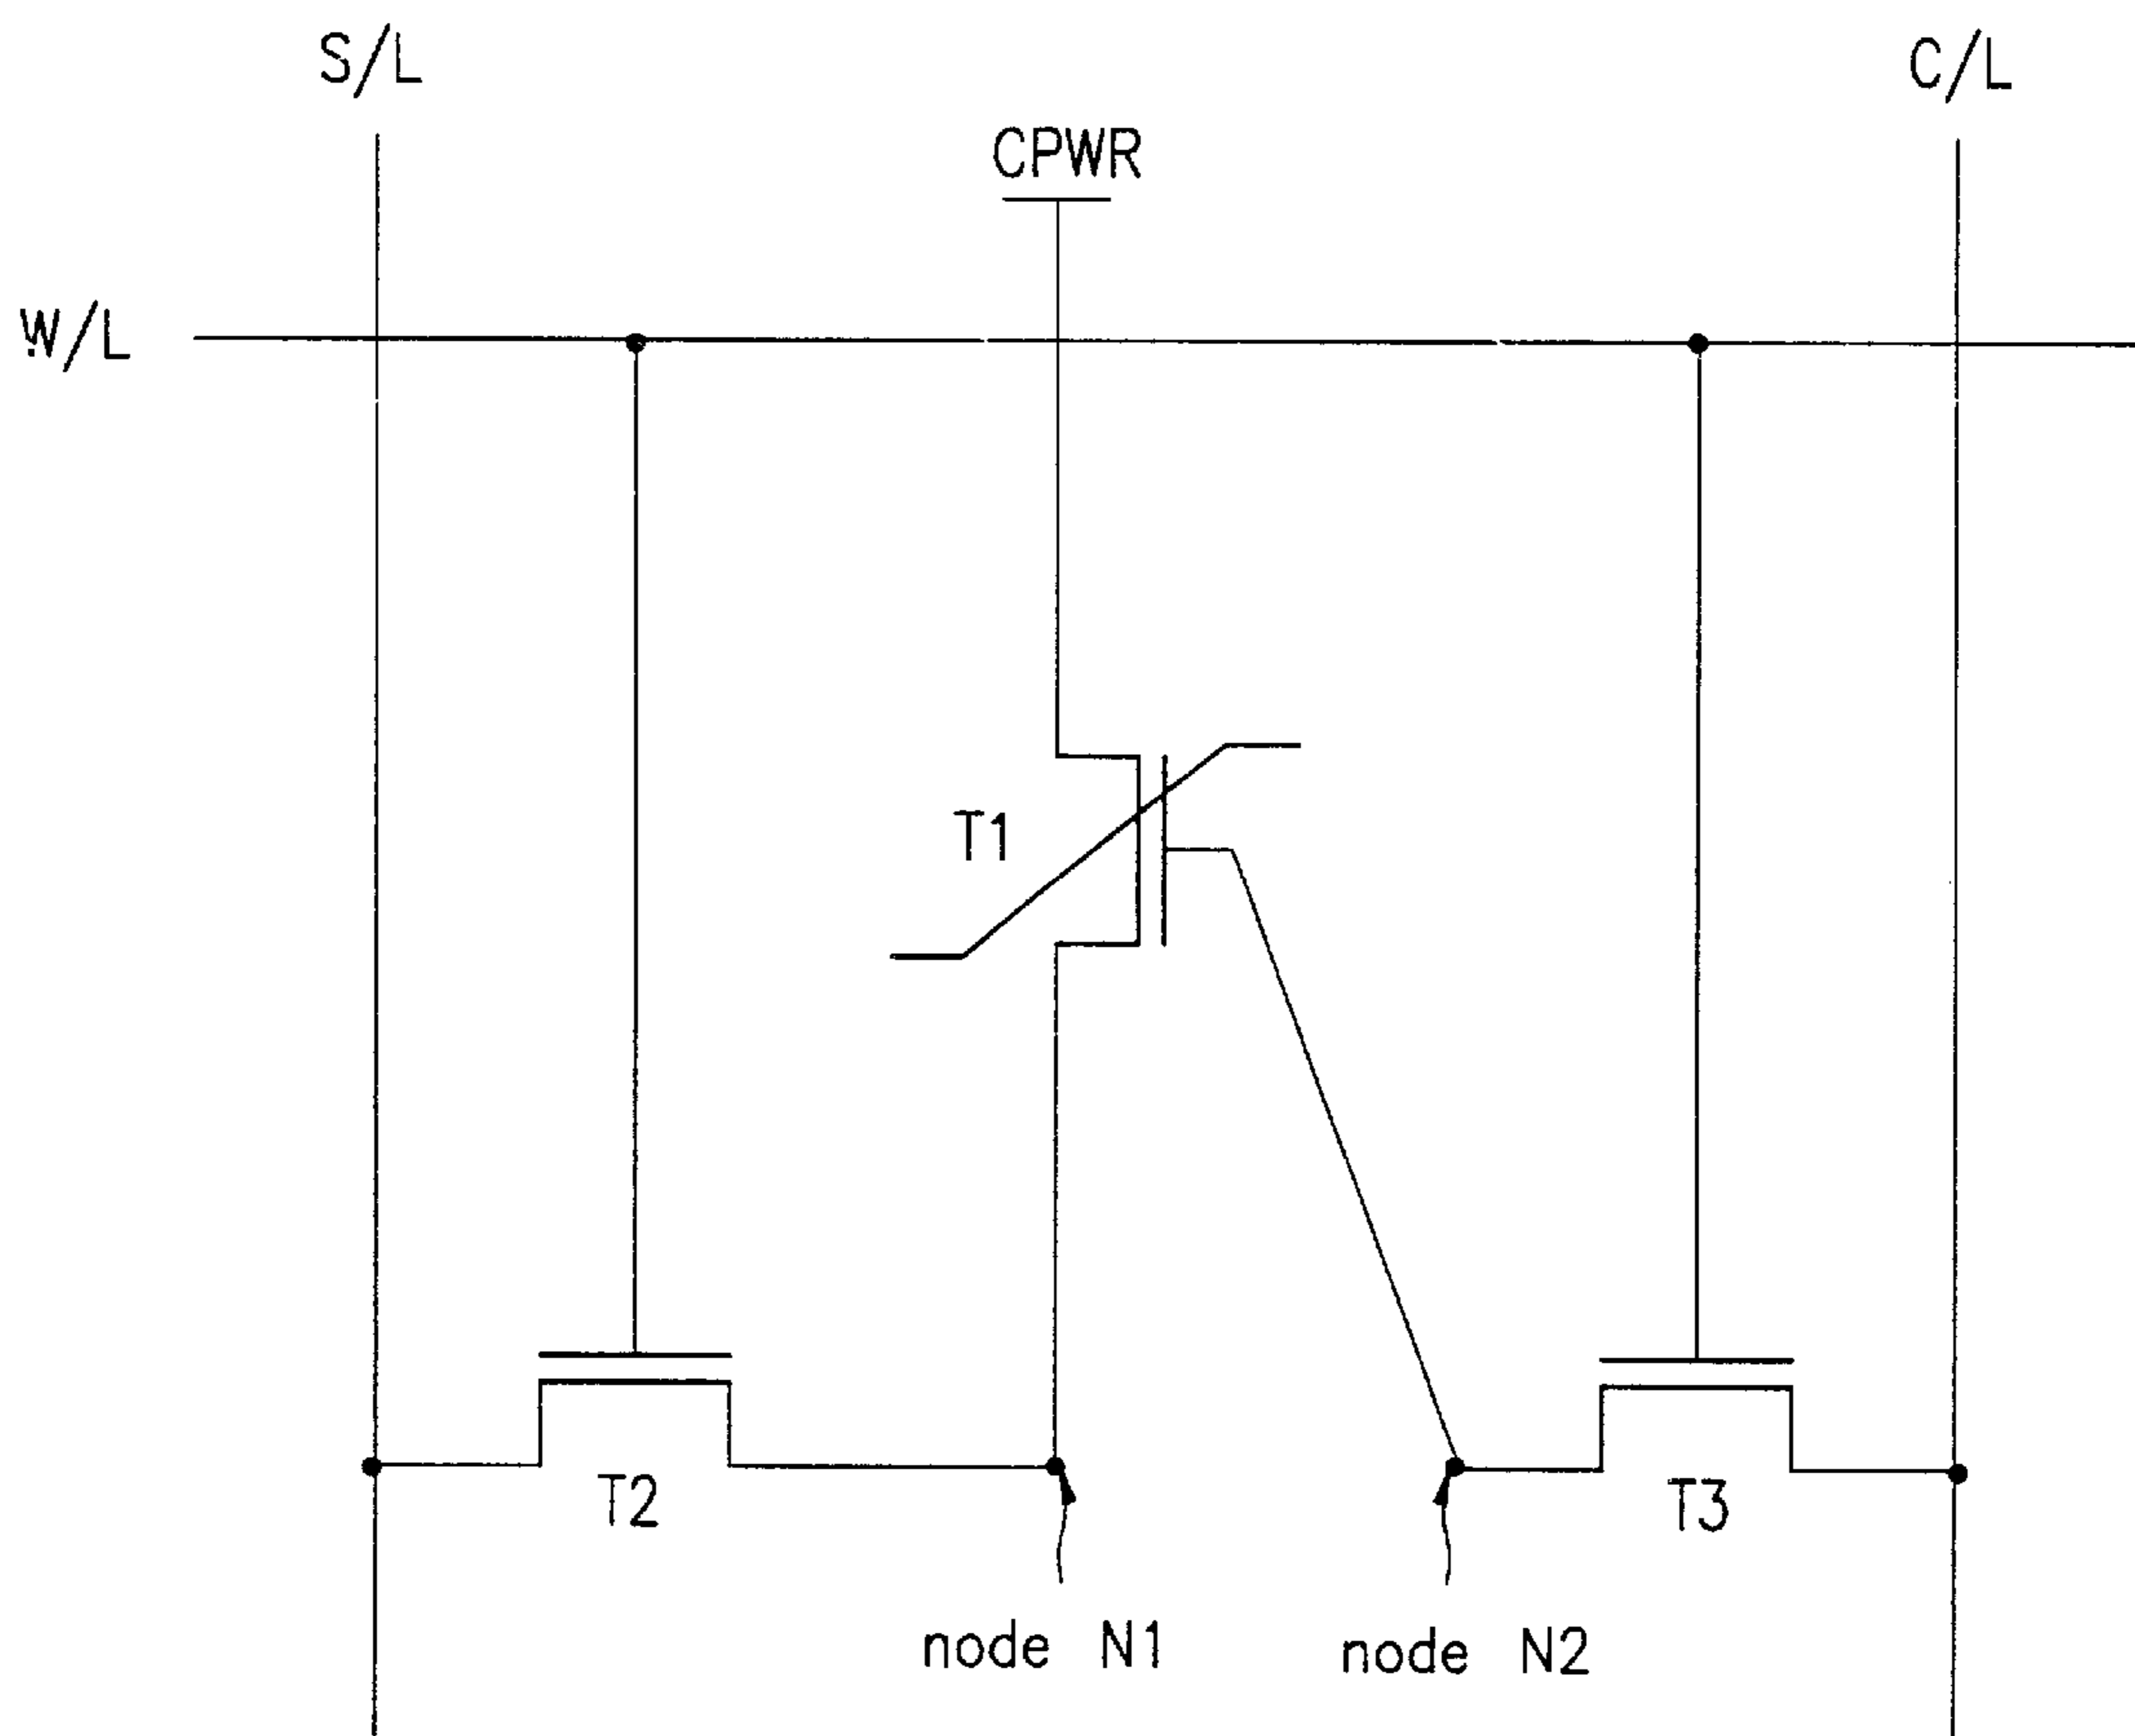 S/L
C/L
CPWR
W/L
T1
T2
T3
node N1
node N2